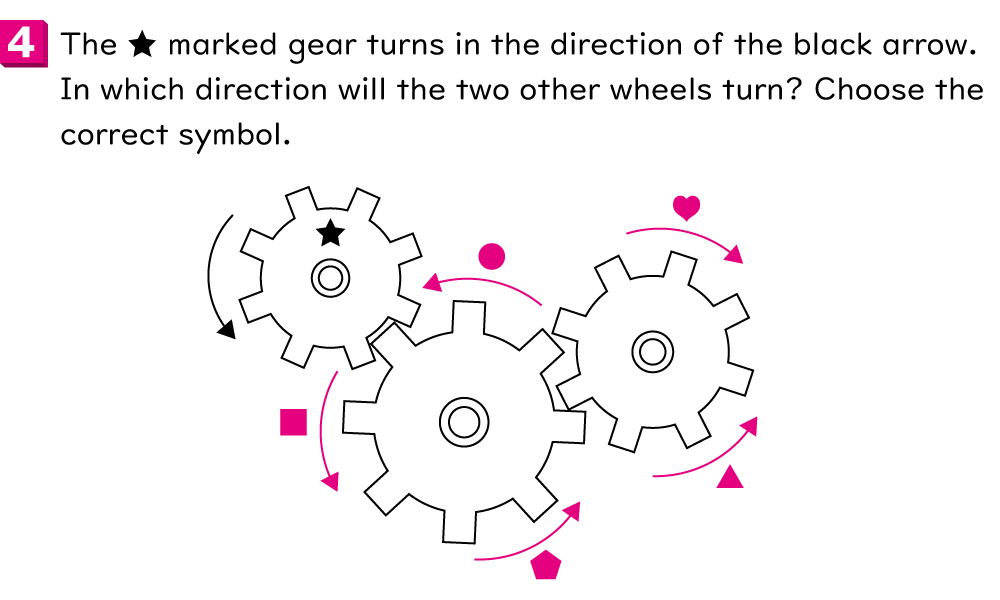 4 The ★ marked gear turns in the direction of the black arrow.
In which direction will the two other wheels turn? Choose the
correct symbol.